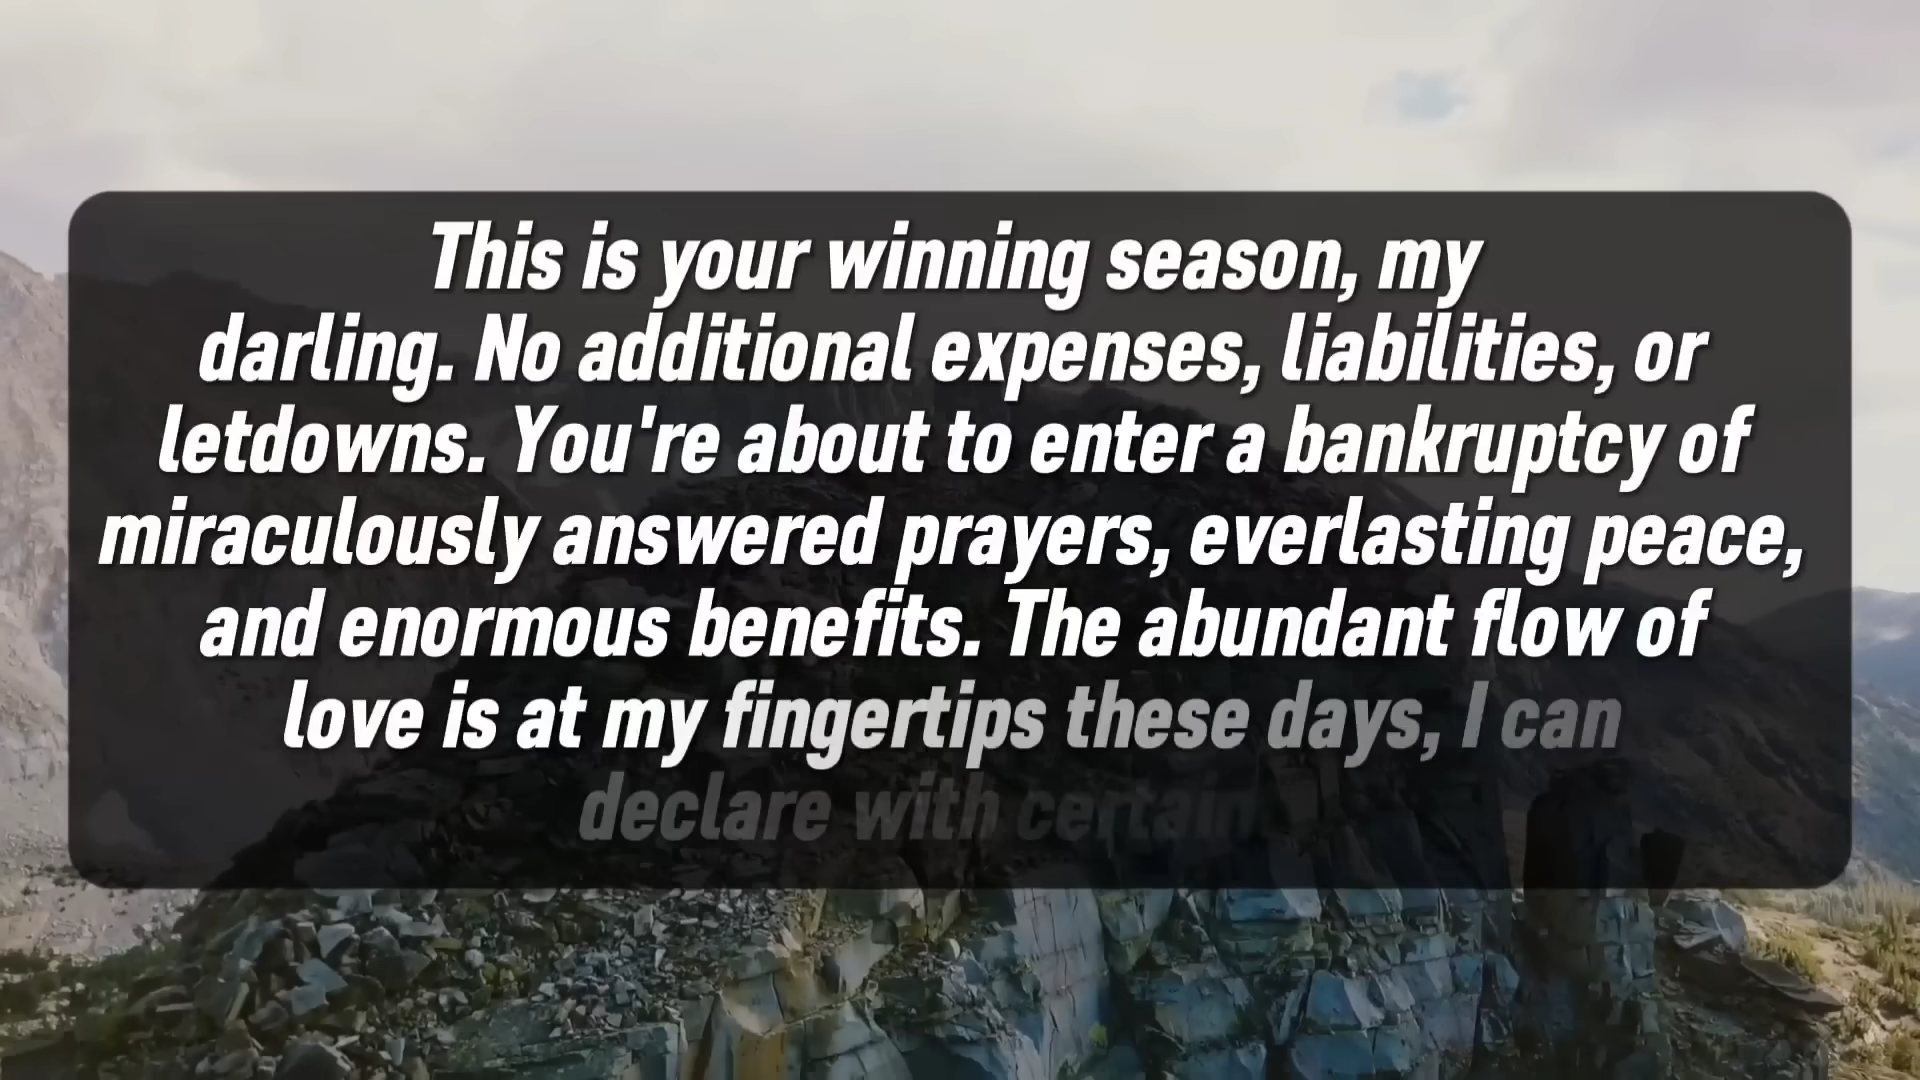 This is your winning season, my
darling. No additional expenses, liabilities, or
letdowns. You're about to enter a bankruptcy of
miraculously answered prayers, everlasting peace,
and enormous benefits. The abundant flow of
love is at my fingertips these days, I can
declare with certain